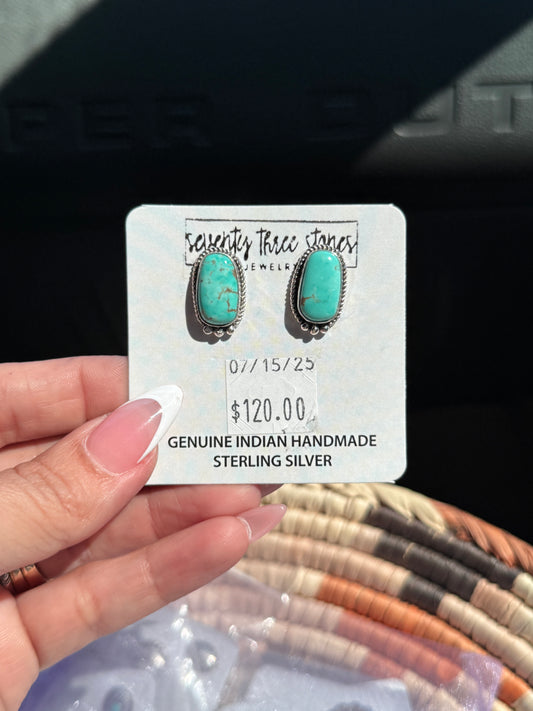 seventy three stones
JEWELRY
07/15/25
$120.00
GENUINE INDIAN HANDMADE
STERLING SILVER